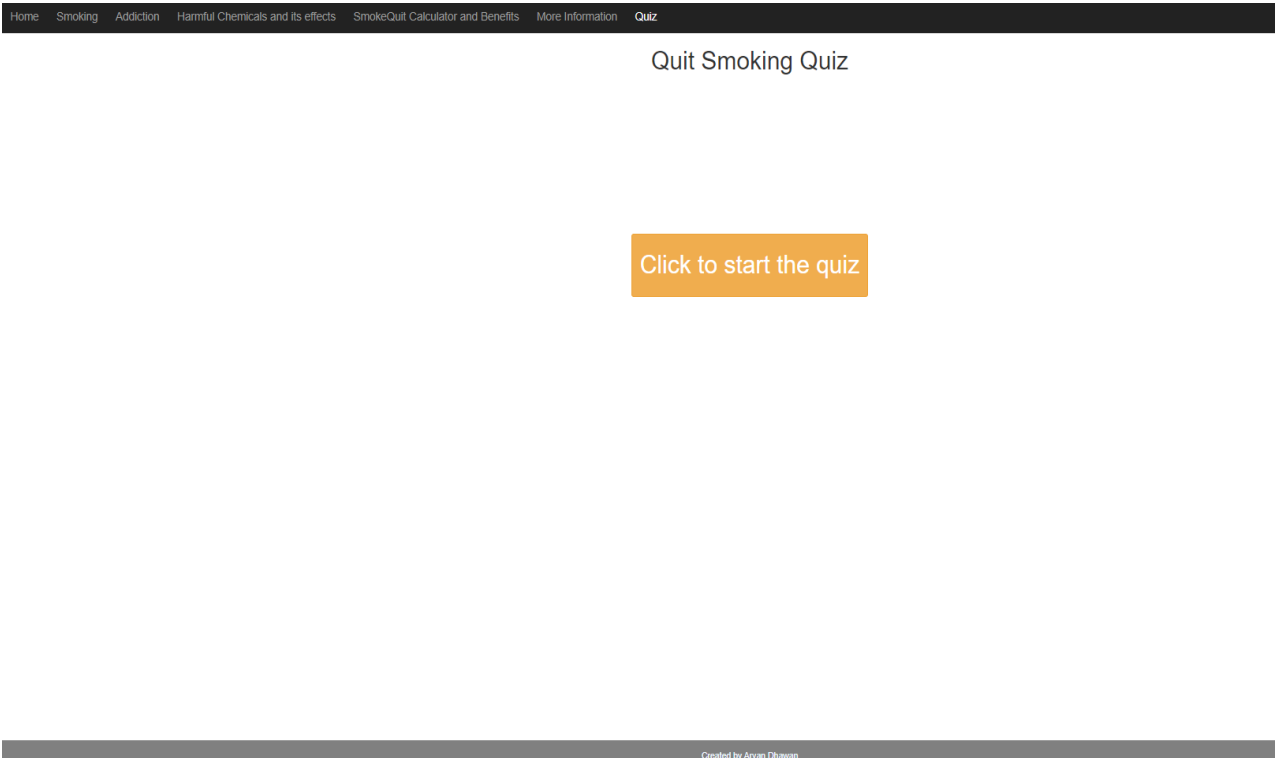 Home Smoking Addiction Harmful Chemicals and its effects SmokeQuit Calculator and Benefits More Information Quiz
Quit Smoking Quiz
Click to start the quiz
Created by Aryan Dhawan